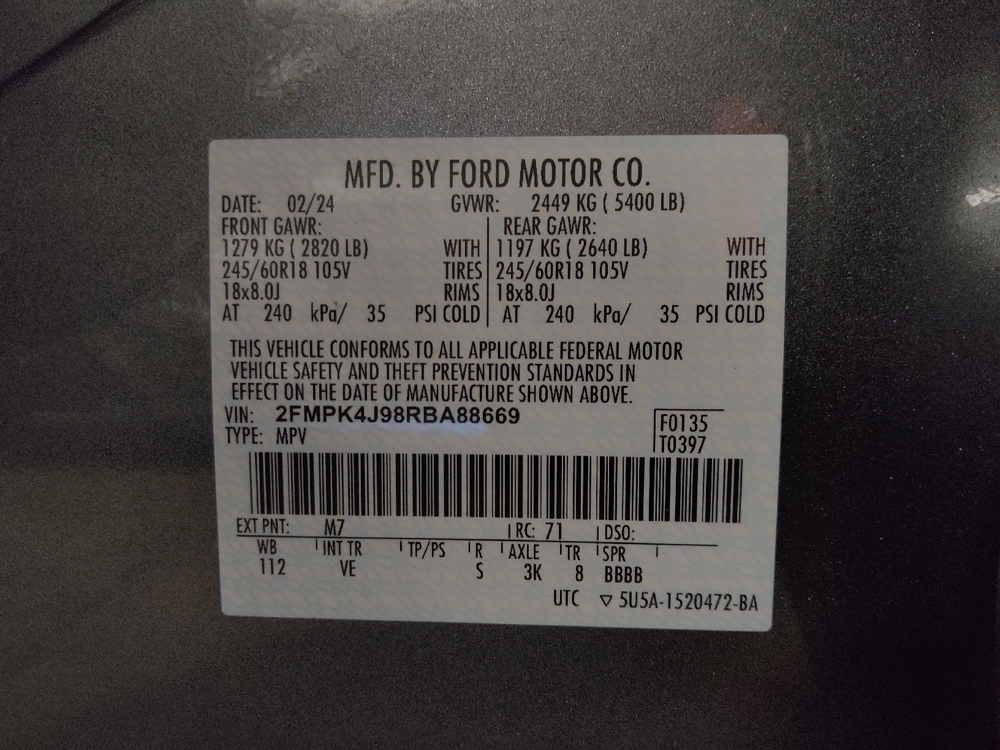 MFD. BY FORD MOTOR CO.
DATE: 02/24 GVWR: 2449 KG ( 5400 LB)
FRONT GAWR: REAR GAWR:
1279 KG ( 2820 LB) WITH 1197 KG ( 2640 LB) WITH
245/60R18 105V TIRES 245/60R18 105V TIRES
18x8.0J RIMS 18x8.0J RIMS
AT 240 kPa/ 35 PSI COLD AT 240 kPa/ 35 PSI COLD
THIS VEHICLE CONFORMS TO ALL APPLICABLE FEDERAL MOTOR
VEHICLE SAFETY AND THEFT PREVENTION STANDARDS IN
EFFECT ON THE DATE OF MANUFACTURE SHOWN ABOVE.
VIN: 2FMPK4J98RBA88669 F0135
TYPE: MPV T0397
EXT PNT: M7 RC: 71 DSO:
WB INT TR TP/PS R AXLE TR SPR
112 VE S 3K 8 BBBB
UTC ▽ 5U5A-1520472-BA